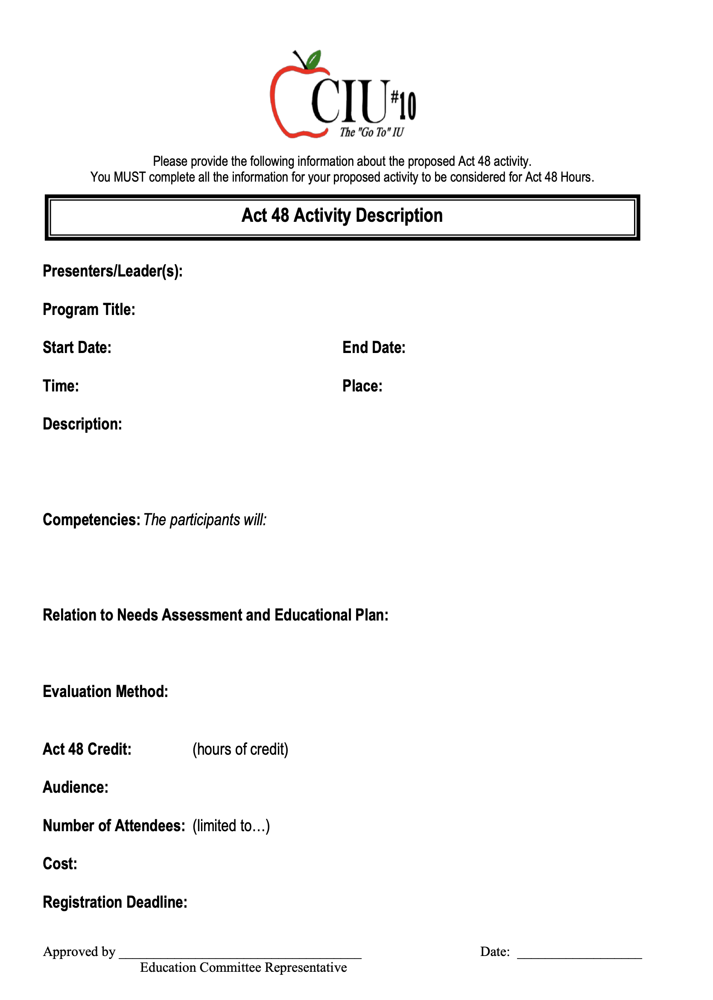 CIU #10
The "Go To" IU
Please provide the following information about the proposed Act 48 activity.
You MUST complete all the information for your proposed activity to be considered for Act 48 Hours.
Act 48 Activity Description
Presenters/Leader(s):
Program Title:
Start Date: End Date:
Time: Place:
Description:
Competencies: The participants will:
Relation to Needs Assessment and Educational Plan:
Evaluation Method:
Act 48 Credit: (hours of credit)
Audience:
Number of Attendees: (limited to…)
Cost:
Registration Deadline:
Approved by ___________________________________ Date: __________________
Education Committee Representative